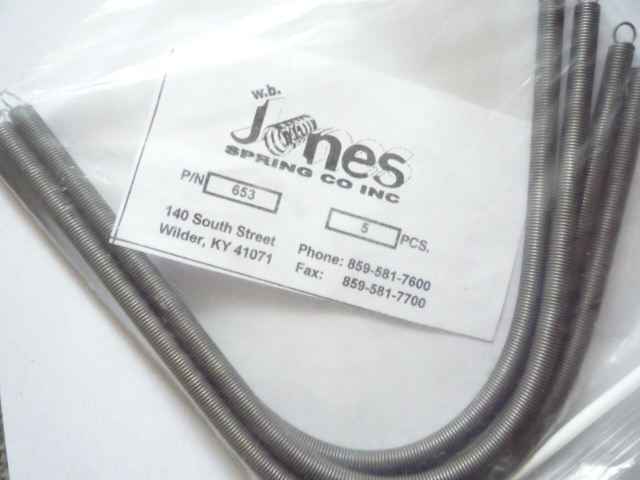 w.b.
Jones
SPRING CO INC
P/N 653
5 PCS.
140 South Street
Wilder, KY 41071
Phone: 859-581-7600
Fax: 859-581-7700